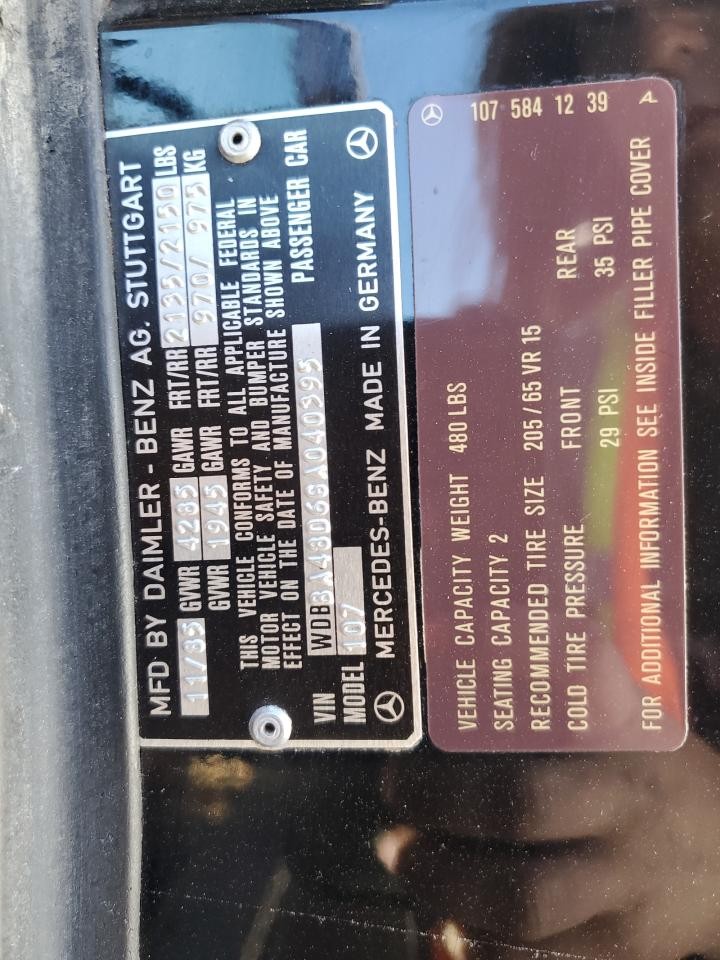 MFD BY DAIMLER-BENZ AG. STUTTGART
11/85 GVWR 4285 GAWR FRT/RR 2135/2150 LBS
GVWR 1945 GAWR FRT/RR 970/ 975 KG
THIS VEHICLE CONFORMS TO ALL APPLICABLE FEDERAL
MOTOR VEHICLE SAFETY AND BUMPER STANDARDS IN
EFFECT ON THE DATE OF MANUFACTURE SHOWN ABOVE
VIN WDBBA48D6GA040395 PASSENGER CAR
MODEL 107
MERCEDES-BENZ MADE IN GERMANY
107 584 12 39 A
VEHICLE CAPACITY WEIGHT 480 LBS
SEATING CAPACITY 2
RECOMMENDED TIRE SIZE 205/65 VR 15
COLD TIRE PRESSURE FRONT REAR
29 PSI 35 PSI
FOR ADDITIONAL INFORMATION SEE INSIDE FILLER PIPE COVER